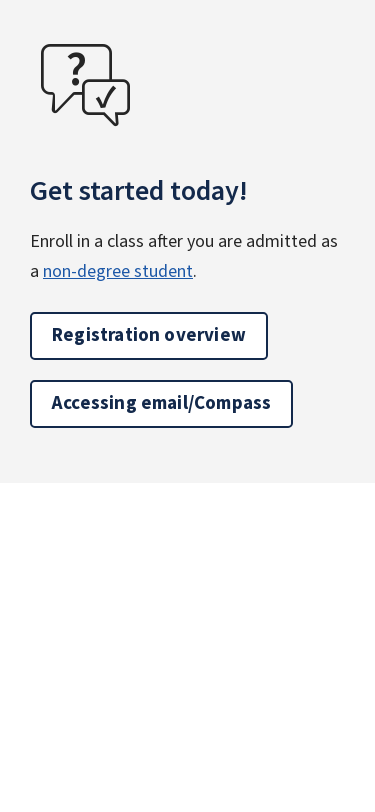 ?
Get started today!
Enroll in a class after you are admitted as
a non-degree student.
Registration overview
Accessing email/Compass